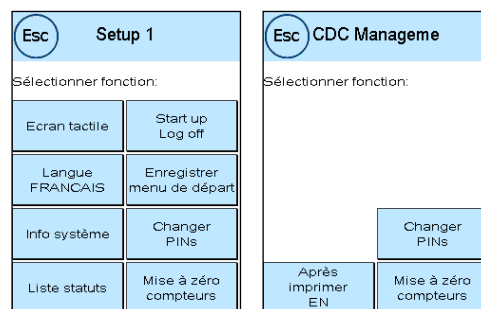 Esc Setup 1
Sélectionner fonction:
Ecran tactile
Start up
Log off
Langue
FRANCAIS
Enregistrer
menu de départ
Info système
Changer
PINs
Liste statuts
Mise à zéro
compteurs
Esc CDC Manageme
Sélectionner fonction:
Changer
PINs
Après
imprimer
EN
Mise à zéro
compteurs